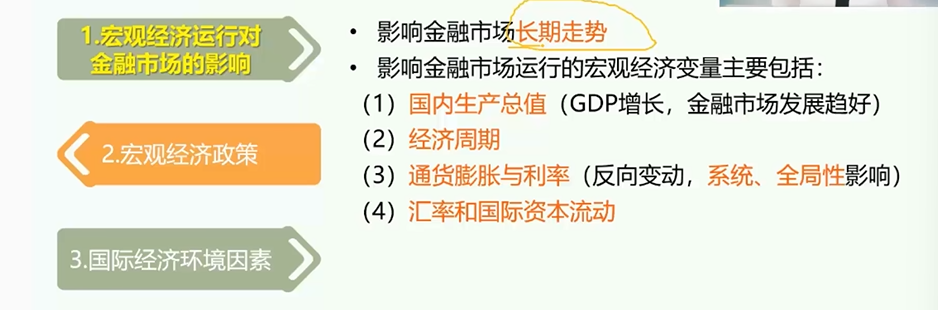 1.宏观经济运行对
金融市场的影响
2.宏观经济政策
3.国际经济环境因素
• 影响金融市场长期走势
• 影响金融市场运行的宏观经济变量主要包括：
（1）国内生产总值（GDP增长，金融市场发展趋好）
（2）经济周期
（3）通货膨胀与利率（反向变动，系统、全局性影响）
（4）汇率和国际资本流动